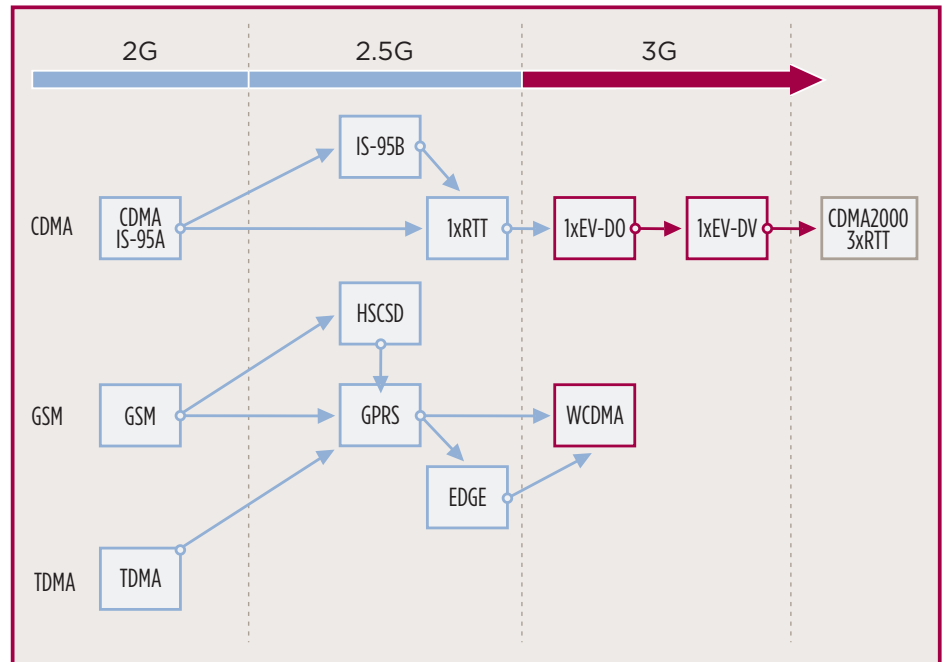 2G
2.5G
3G
IS-95B
CDMA
CDMA
IS-95A
1xRTT
1xEV-DO
1xEV-DV
CDMA2000
3xRTT
HSCSD
GSM
GSM
GPRS
WCDMA
EDGE
TDMA
TDMA